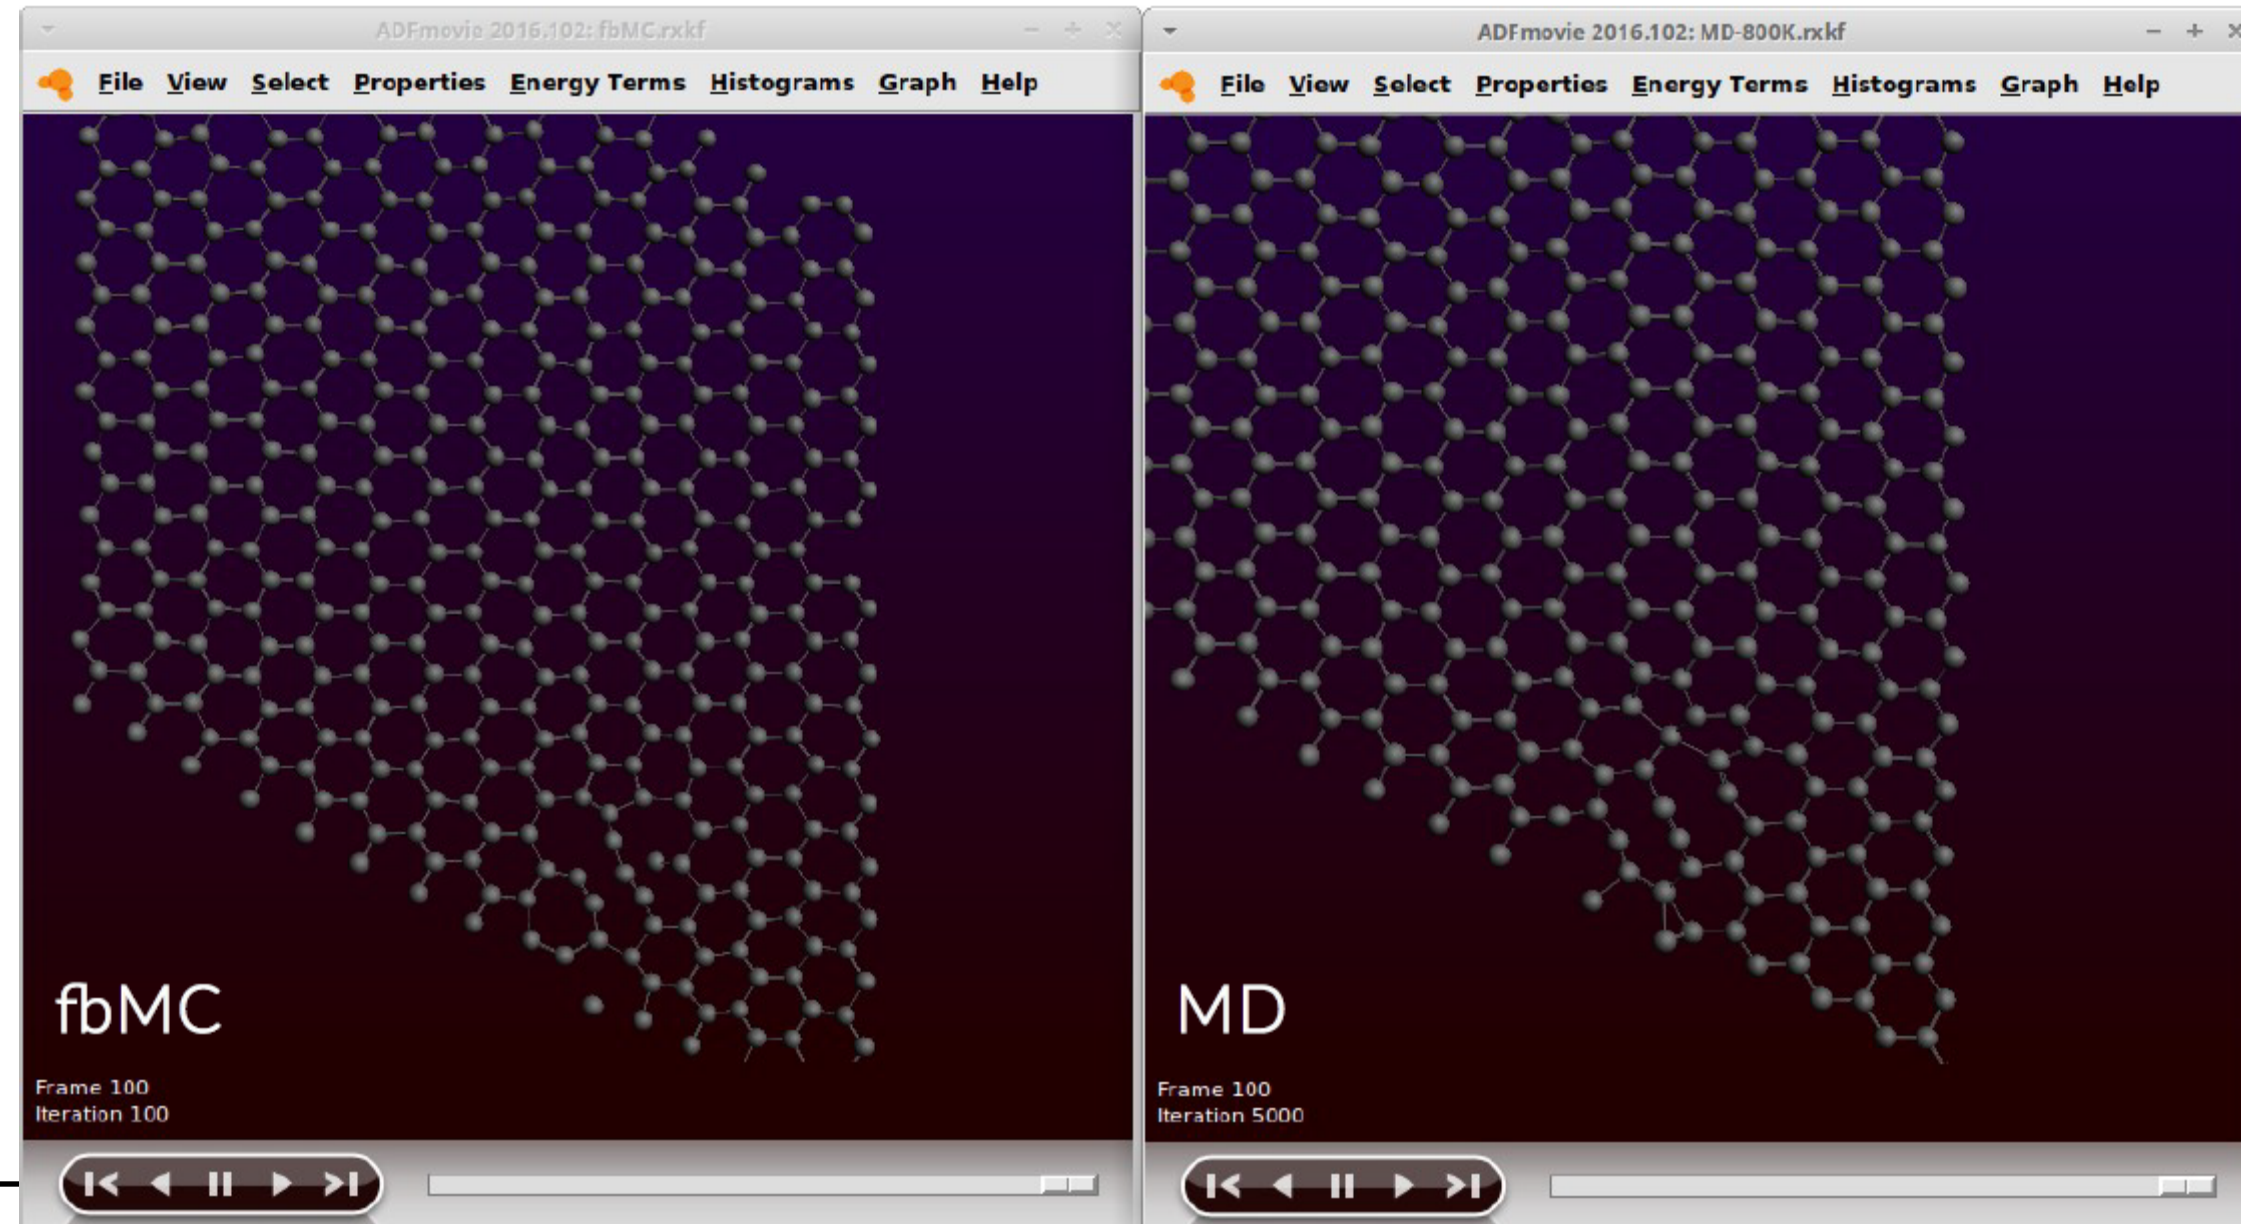 ADFmovie 2016.102: fbMC.rxkf
File View Select Properties Energy Terms Histograms Graph Help
fbMC
Frame 100
Iteration 100
ADFmovie 2016.102: MD-800K.rxkf
File View Select Properties Energy Terms Histograms Graph Help
MD
Frame 100
Iteration 5000